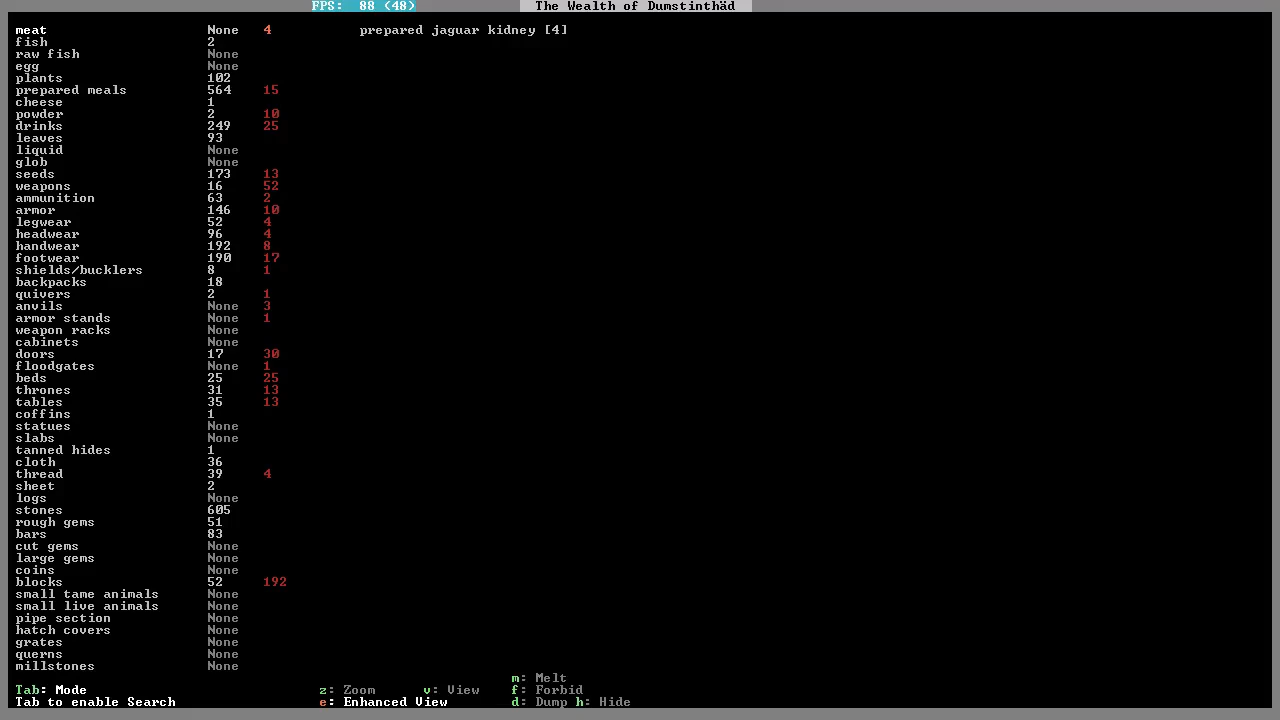 FPS: 88 (48) The Wealth of Dumstinthäd
meat None 4 prepared jaguar kidney [4]
fish 2
raw fish None
egg None
plants 102
prepared meals 564 15
cheese 1
powder 2 10
drinks 249 25
leaves 93
liquid None
glob None
seeds 173 13
weapons 16 52
ammunition 63 2
armor 146 10
legwear 52 4
headwear 96 4
handwear 192 8
footwear 190 17
shields/bucklers 8 1
backpacks 18
quivers 2 1
anvils None 3
armor stands None 1
weapon racks None
cabinets None
doors 17 30
floodgates None 1
beds 25 25
thrones 31 13
tables 35 13
coffins 1
statues None
slabs None
tanned hides 1
cloth 36
thread 39 4
sheet 2
logs None
stones 605
rough gems 51
bars 83
cut gems None
large gems None
coins None
blocks 52 192
small tame animals None
small live animals None
pipe section None
hatch covers None
grates None
querns None
millstones None
m: Melt
Tab: Mode z: Zoom v: View f: Forbid
Tab to enable Search e: Enhanced View d: Dump h: Hide